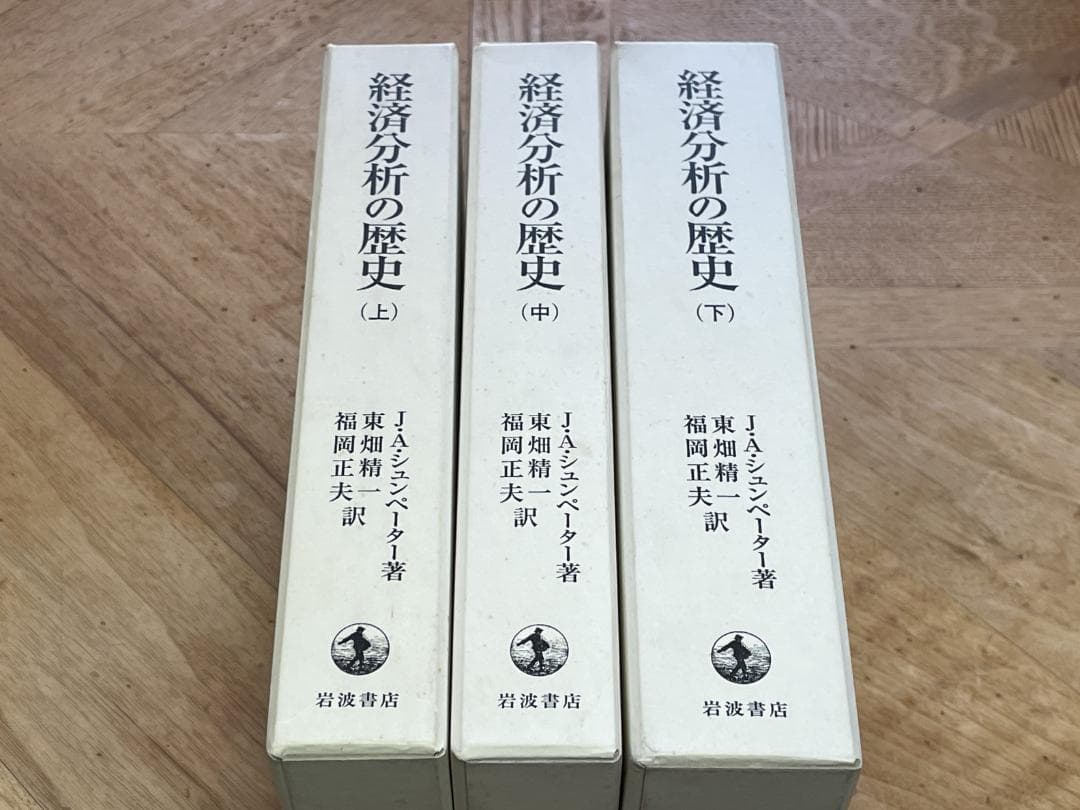 経済分析の歴史
(上)
J・A・シュンペーター著
東畑精一
福岡正夫 訳
岩波書店
経済分析の歴史
(中)
J・A・シュンペーター著
東畑精一
福岡正夫 訳
岩波書店
経済分析の歴史
(下)
J・A・シュンペーター著
東畑精一
福岡正夫 訳
岩波書店